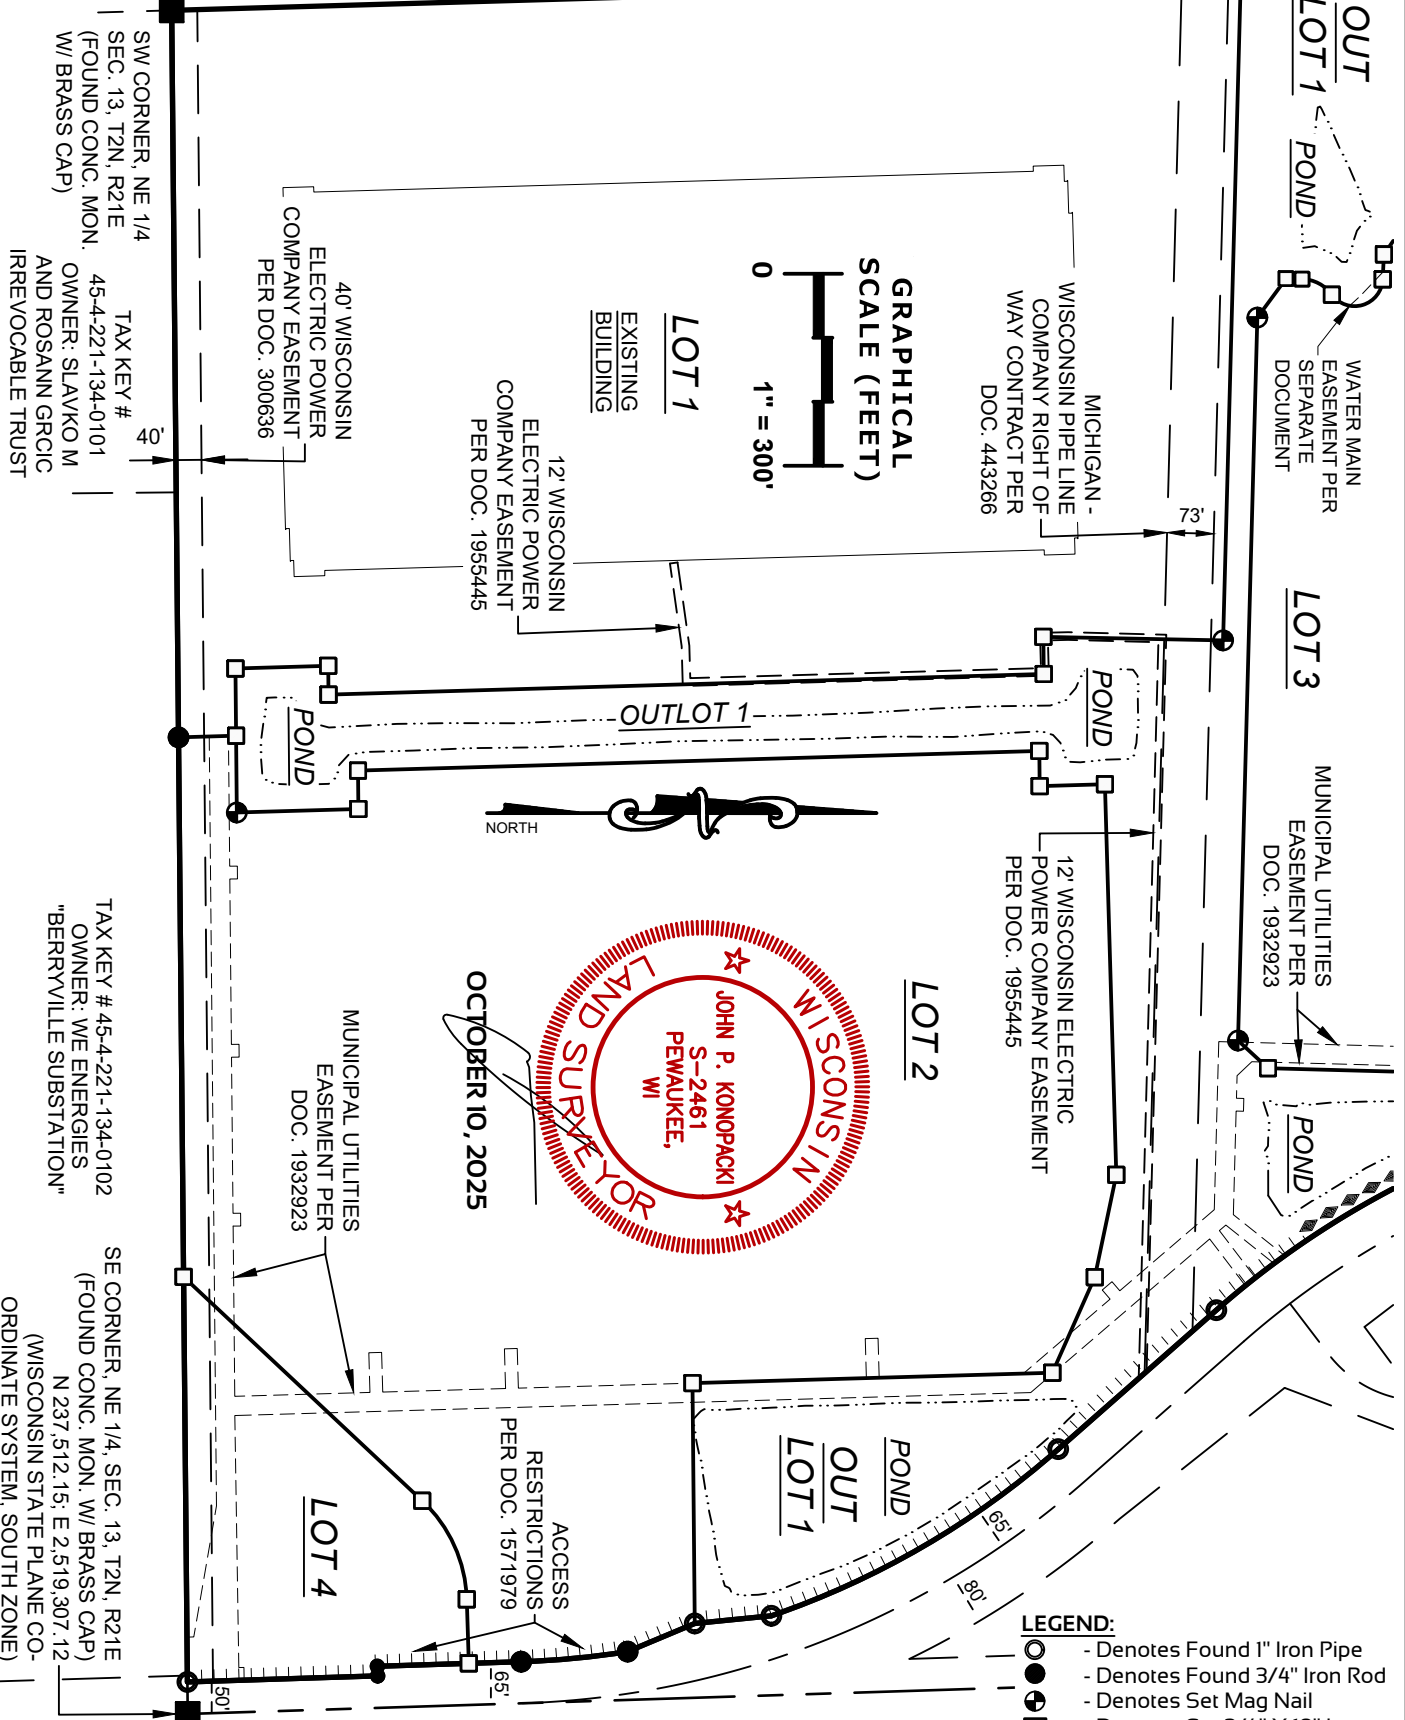 OUT
LOT 1
POND
WATER MAIN
EASEMENT PER
SEPARATE
DOCUMENT
LOT 3
MUNICIPAL UTILITIES
EASEMENT PER
DOC. 1932923
POND
MICHIGAN -
WISCONSIN PIPE LINE
COMPANY RIGHT OF
WAY CONTRACT PER
DOC. 443266
73'
GRAPHICAL
SCALE (FEET)
0 1" = 300'
LOT 1
EXISTING
BUILDING
12' WISCONSIN
ELECTRIC POWER
COMPANY EASEMENT
PER DOC. 1955445
40' WISCONSIN
ELECTRIC POWER
COMPANY EASEMENT
PER DOC. 300636
SW CORNER, NE 1/4
SEC. 13, T2N, R21E
(FOUND CONC. MON.
W/ BRASS CAP)
TAX KEY #
45-4-221-134-0101
OWNER: SLAVKO M
AND ROSANN GRCIC
IRREVOCABLE TRUST
40'
POND
OUTLOT 1
POND
NORTH
12' WISCONSIN ELECTRIC
POWER COMPANY EASEMENT
PER DOC. 1955445
LOT 2
WISCONSIN
JOHN P. KONOPACKI
S-2461
PEWAUKEE,
WI
LAND SURVEYOR
OCTOBER 10, 2025
MUNICIPAL UTILITIES
EASEMENT PER
DOC. 1932923
TAX KEY # 45-4-221-134-0102
OWNER: WE ENERGIES
"BERRYVILLE SUBSTATION"
POND
OUT
LOT 1
ACCESS
RESTRICTIONS
PER DOC. 1571979
LOT 4
65'
80'
65'
50'
SE CORNER, NE 1/4, SEC. 13, T2N, R21E
(FOUND CONC. MON. W/ BRASS CAP)
N 237,512.15; E 2,519,307.12
(WISCONSIN STATE PLANE CO-
ORDINATE SYSTEM, SOUTH ZONE)
LEGEND:
- Denotes Found 1" Iron Pipe
- Denotes Found 3/4" Iron Rod
- Denotes Set Mag Nail